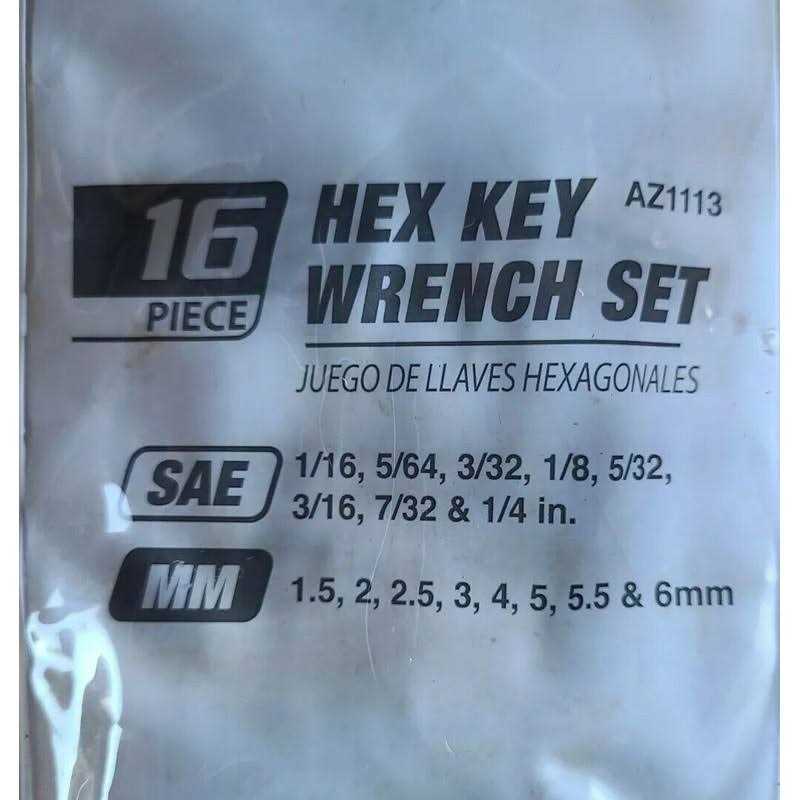 16
PIECE
HEX KEY
WRENCH SET
AZ1113
JUEGO DE LLAVES HEXAGONALES
SAE
1/16, 5/64, 3/32, 1/8, 5/32,
3/16, 7/32 & 1/4 in.
MM
1.5, 2, 2.5, 3, 4, 5, 5.5 & 6mm